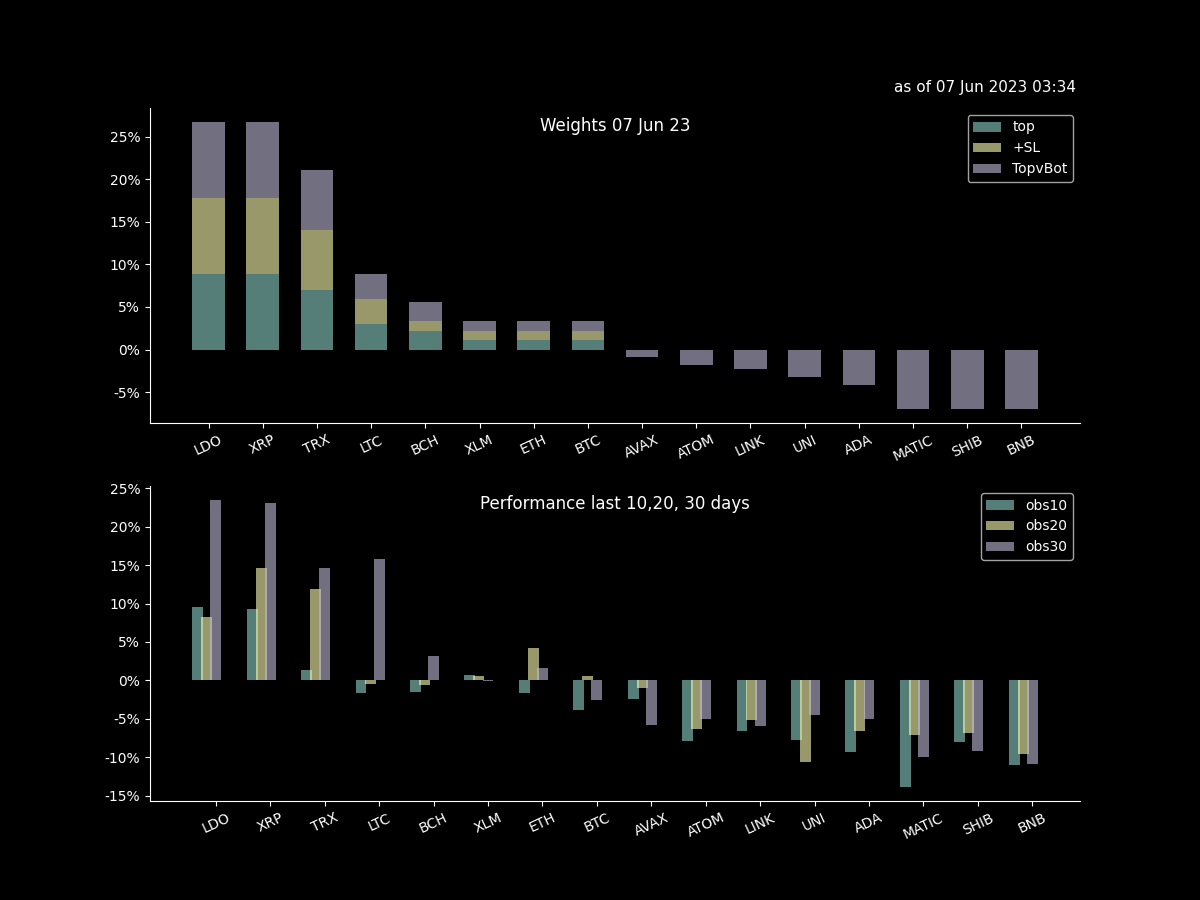 as of 07 Jun 2023 03:34
Weights 07 Jun 23
top
+SL
TopvBot
25%
20%
15%
10%
5%
0%
-5%
LDO XRP TRX LTC BCH XLM ETH BTC AVAX ATOM LINK UNI ADA MATIC SHIB BNB
Performance last 10,20, 30 days
obs10
obs20
obs30
25%
20%
15%
10%
5%
0%
-5%
-10%
-15%
LDO XRP TRX LTC BCH XLM ETH BTC AVAX ATOM LINK UNI ADA MATIC SHIB BNB